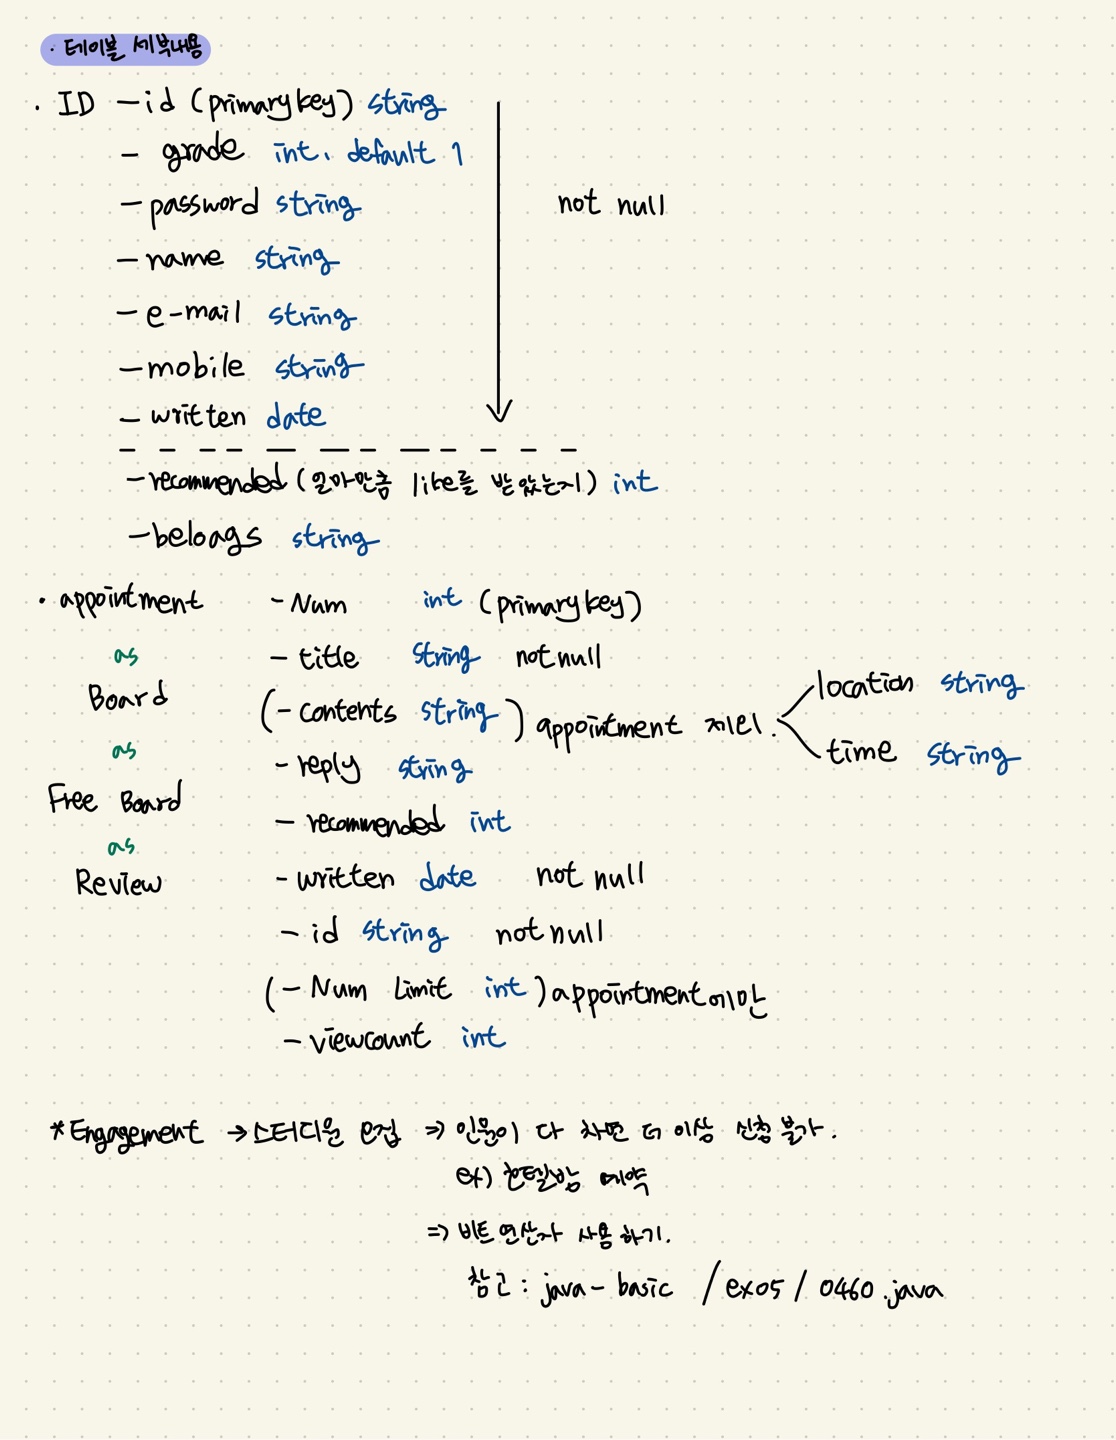 · 테이블 세부내용
· ID - id (primary key) string
- grade int. default 1
- password string
not null
- name string
- e-mail string
- mobile string
- written date
- recommended (얼마만큼 like를 받았는지) int
- beloags string
· appointment - Num int (primary key)
as - title string not null
Board (- contents string) appointment 제외. location string
time string
as - reply string
Free Board - recommended int
as
Review - written date not null
- id string not null
(- Num Limit int) appointment에만
- viewcount int
* Engagement → 스터디원 모집 ⇒ 인원이 다 차면 더 이상 신청 불가.
ex) 호텔방 예약
⇒ 비트 연산자 사용하기.
참고 : java - basic / ex05 / 0460.java